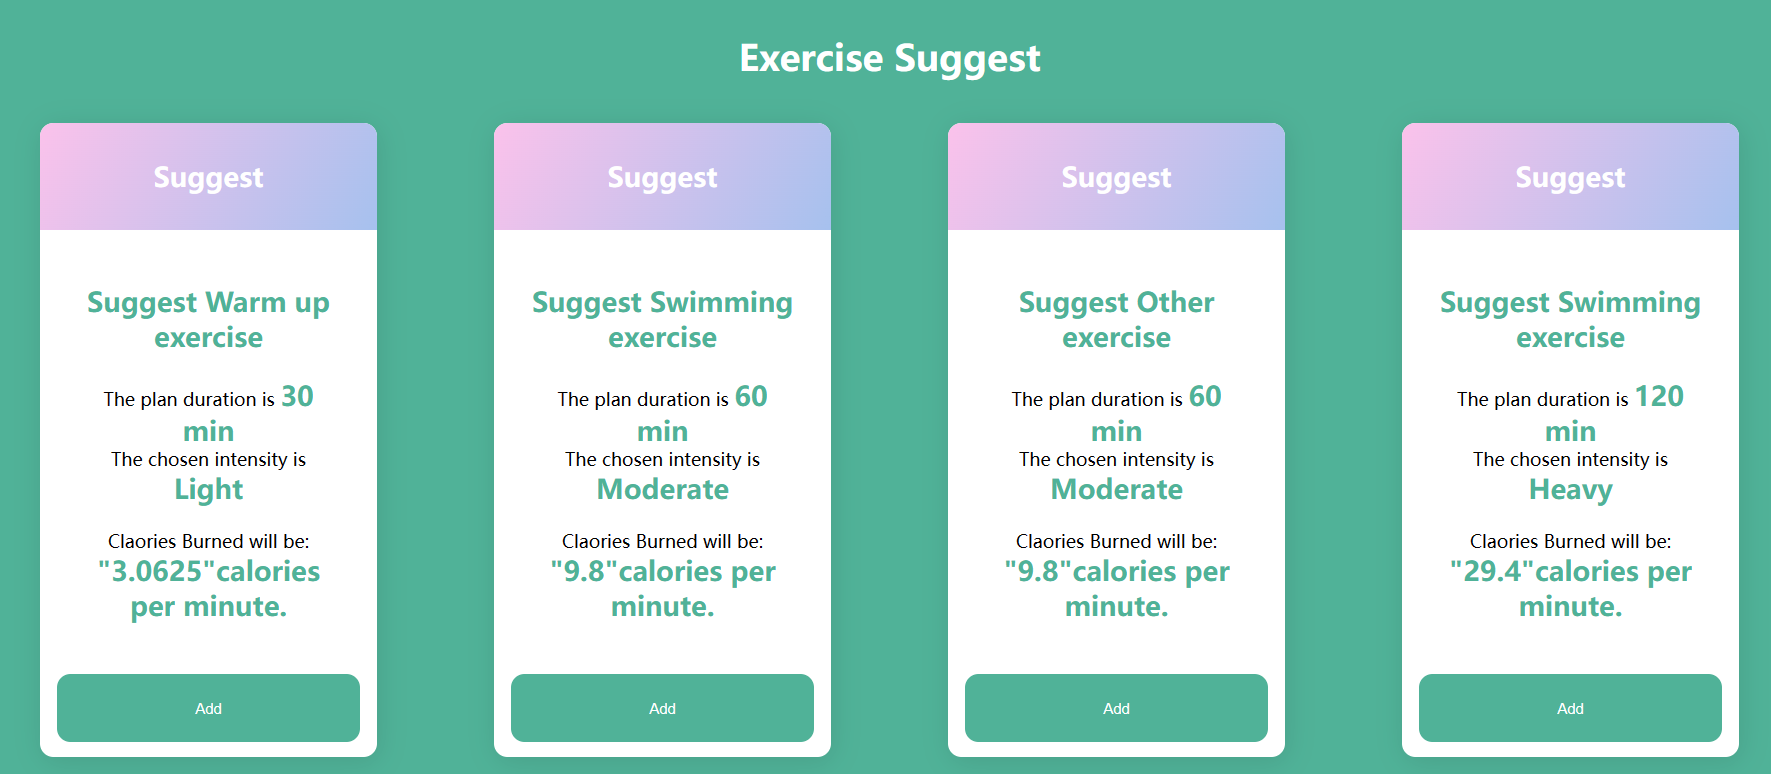 Exercise Suggest
Suggest
Suggest Warm up
exercise
The plan duration is 30
min
The chosen intensity is
Light
Claories Burned will be:
"3.0625"calories
per minute.
Add
Suggest
Suggest Swimming
exercise
The plan duration is 60
min
The chosen intensity is
Moderate
Claories Burned will be:
"9.8"calories per
minute.
Add
Suggest
Suggest Other
exercise
The plan duration is 60
min
The chosen intensity is
Moderate
Claories Burned will be:
"9.8"calories per
minute.
Add
Suggest
Suggest Swimming
exercise
The plan duration is 120
min
The chosen intensity is
Heavy
Claories Burned will be:
"29.4"calories per
minute.
Add